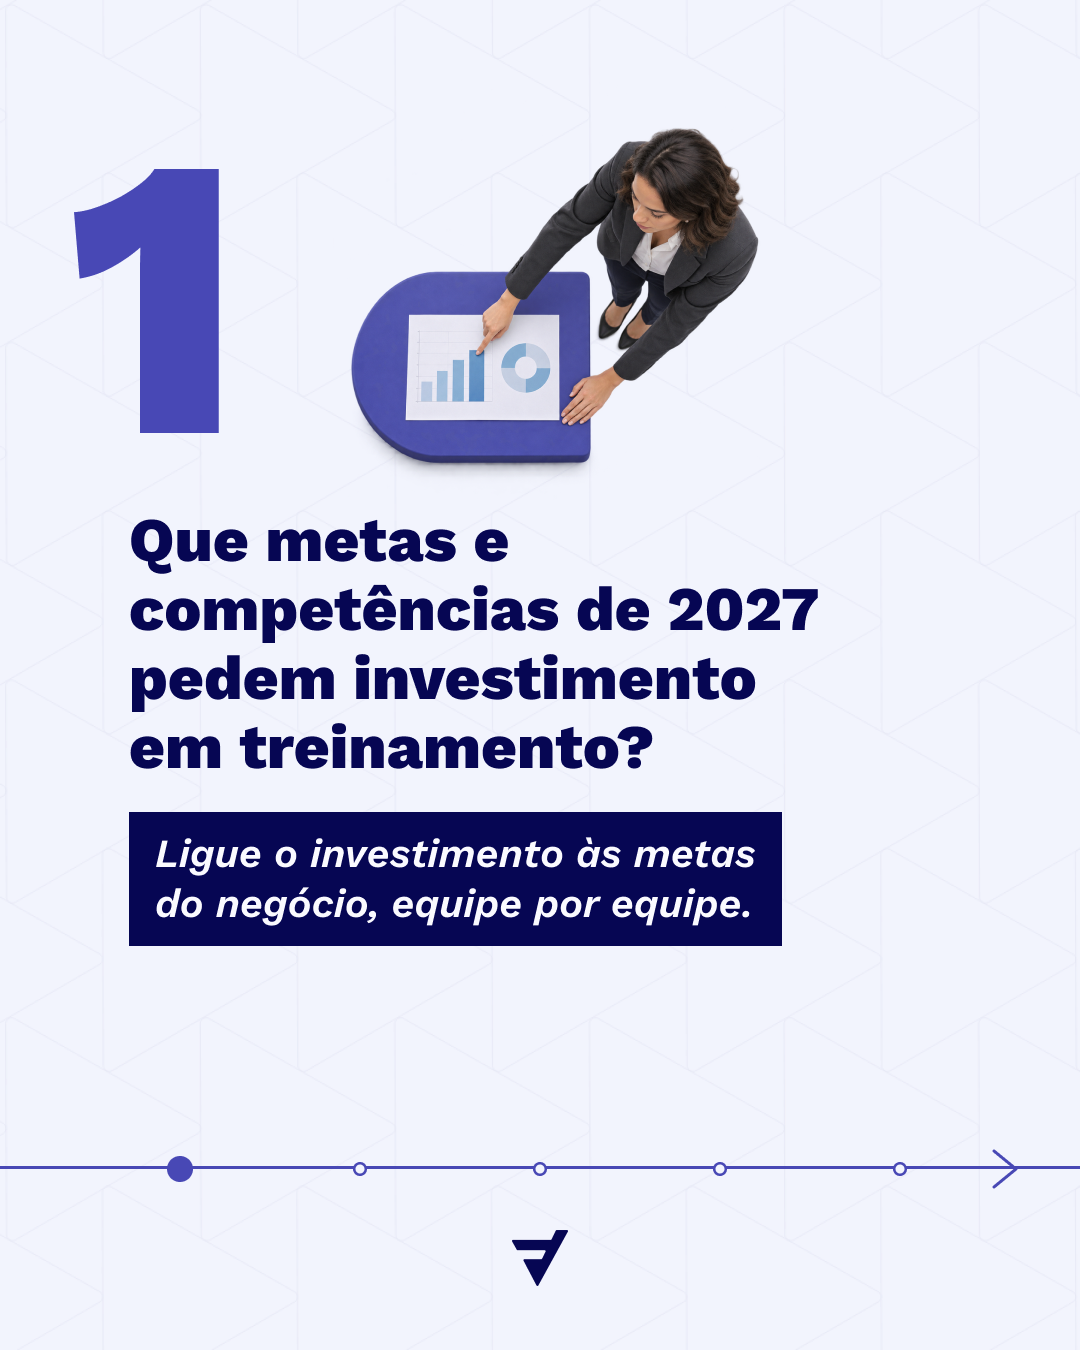 1
Que metas e
competências de 2027
pedem investimento
em treinamento?
Ligue o investimento às metas
do negócio, equipe por equipe.